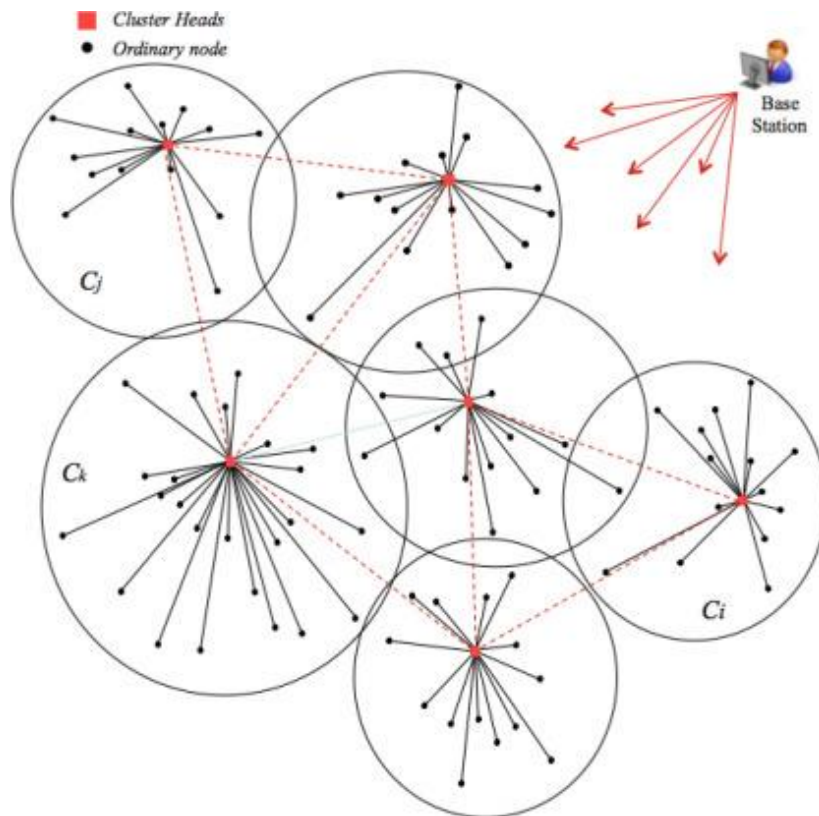 Cluster Heads
Ordinary node
Base
Station
Cj
Ck
Ci